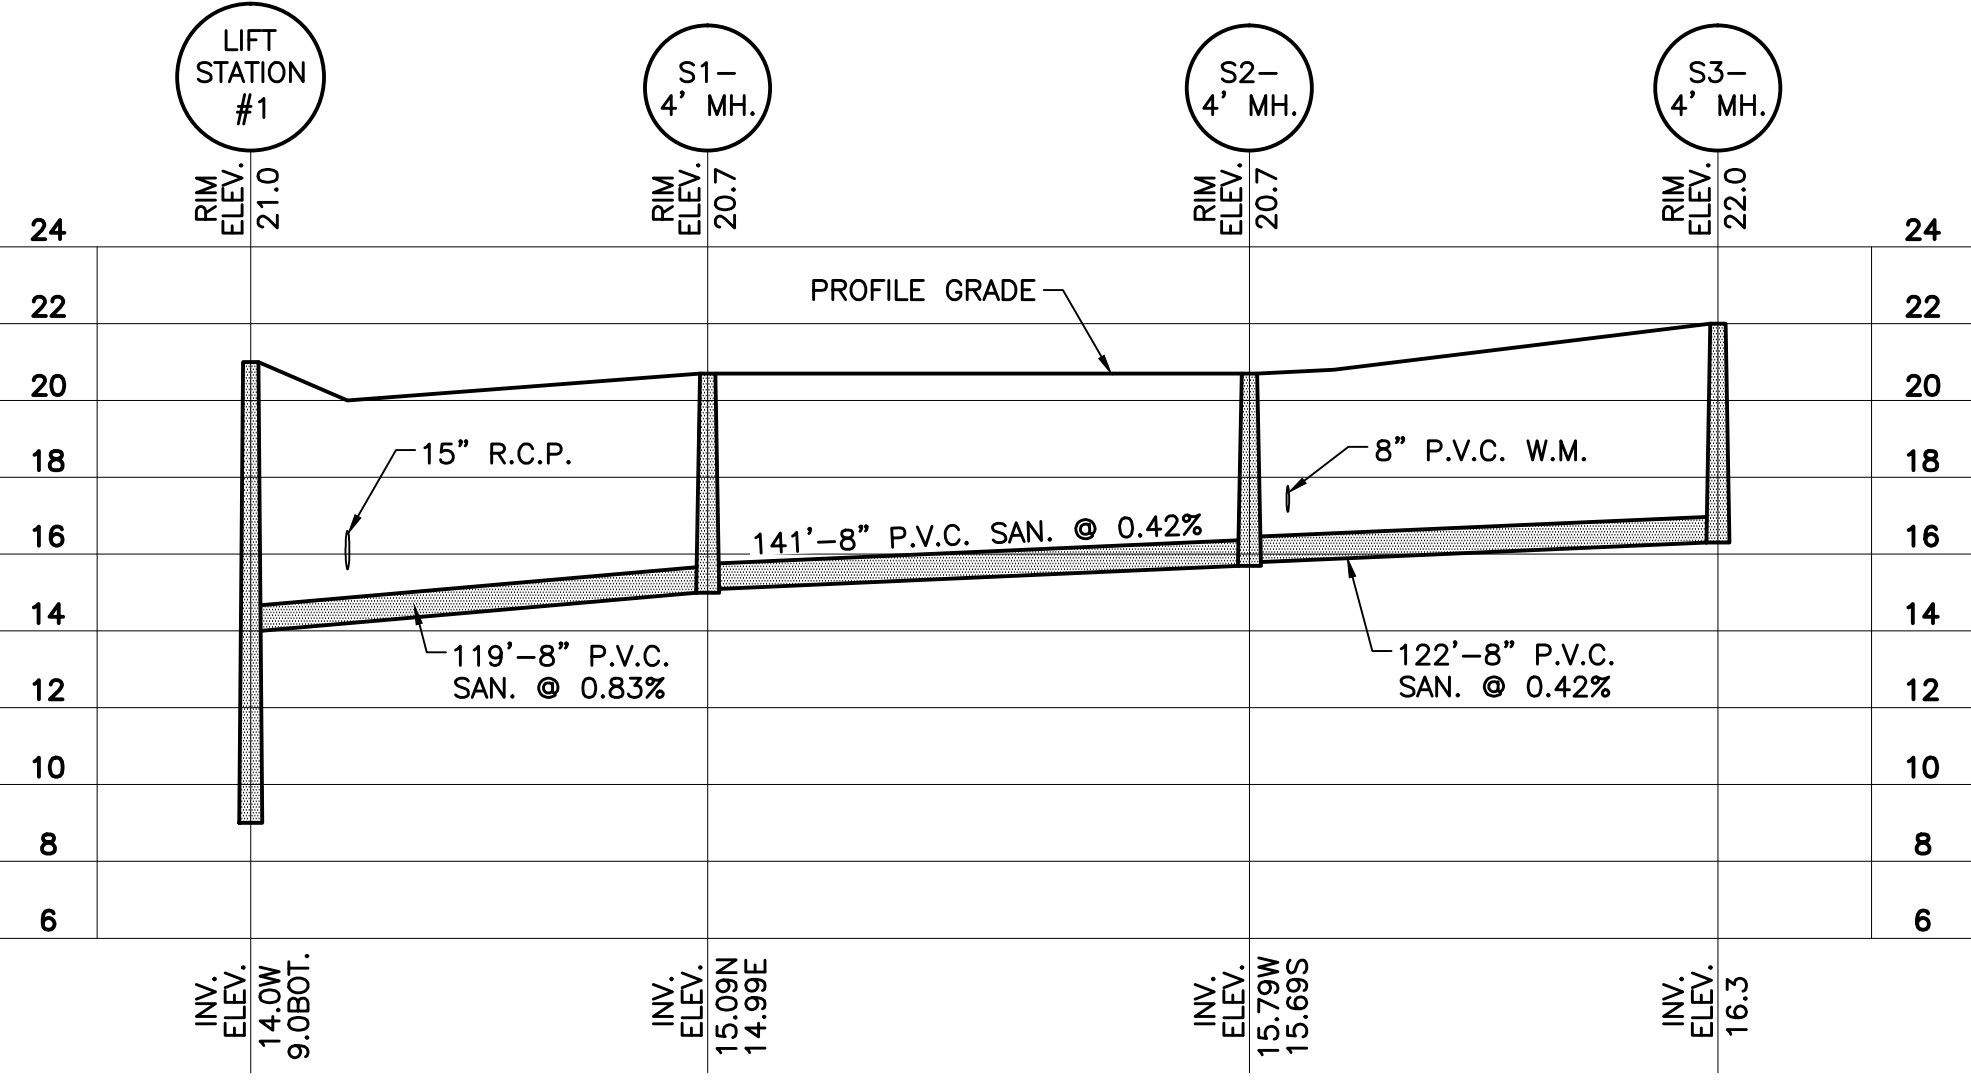 LIFT
STATION
#1
S1-
4' MH.
S2-
4' MH.
S3-
4' MH.
RIM
ELEV.
21.0
RIM
ELEV.
20.7
RIM
ELEV.
20.7
RIM
ELEV.
22.0
24
24
22
22
20
20
18
18
16
16
14
14
12
12
10
10
8
8
6
6
PROFILE GRADE
15" R.C.P.
8" P.V.C. W.M.
141'-8" P.V.C. SAN. @ 0.42%
119'-8" P.V.C.
SAN. @ 0.83%
122'-8" P.V.C.
SAN. @ 0.42%
INV.
ELEV.
14.0W
9.0BOT.
INV.
ELEV.
15.09N
14.99E
INV.
ELEV.
15.79W
15.69S
INV.
ELEV.
16.3